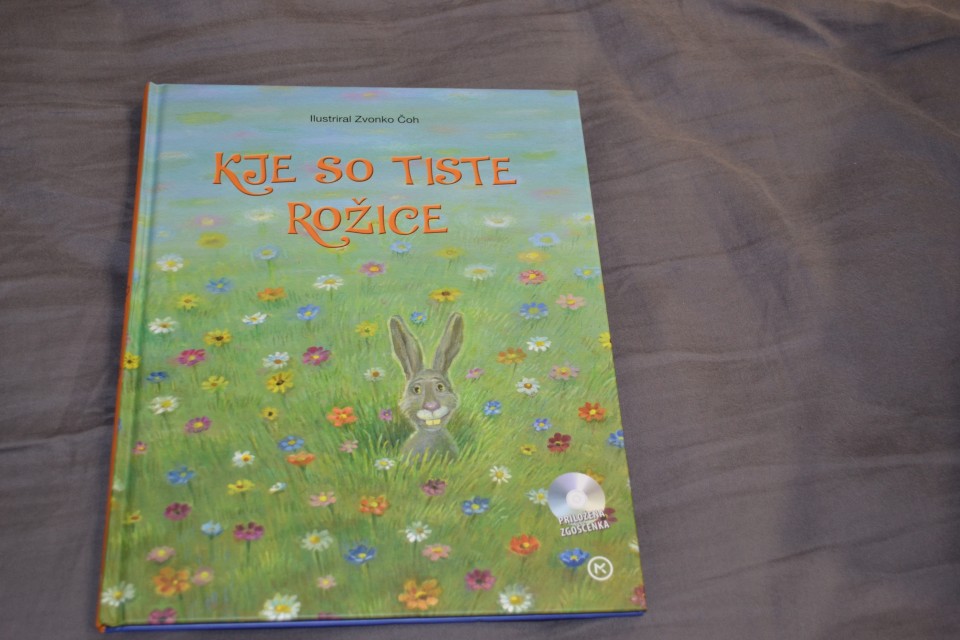 Ilustriral Zvonko Čoh
KJE SO TISTE
ROŽICE
PRILOŽENA
ZGOŠČENKA